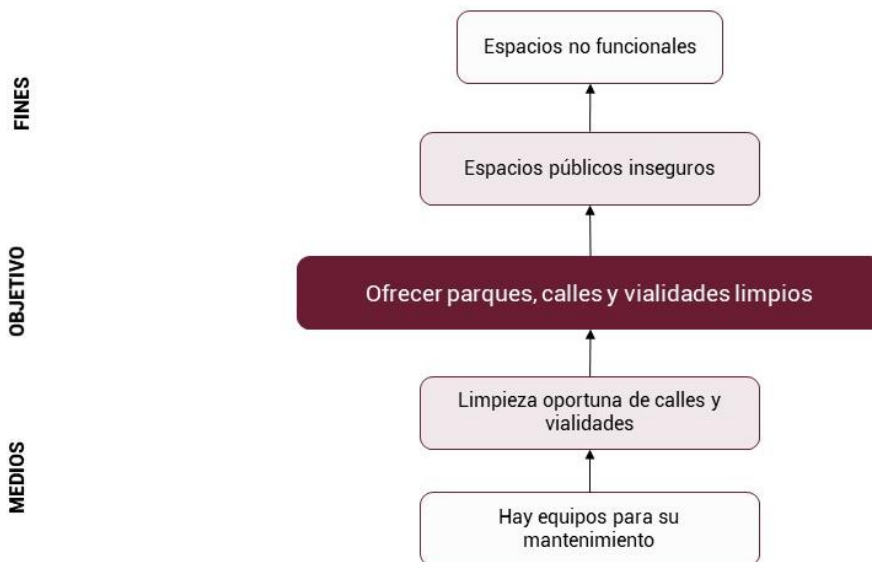 FINES
Espacios no funcionales
Espacios públicos inseguros
OBJETIVO
Ofrecer parques, calles y vialidades limpios
MEDIOS
Limpieza oportuna de calles y
vialidades
Hay equipos para su
mantenimiento